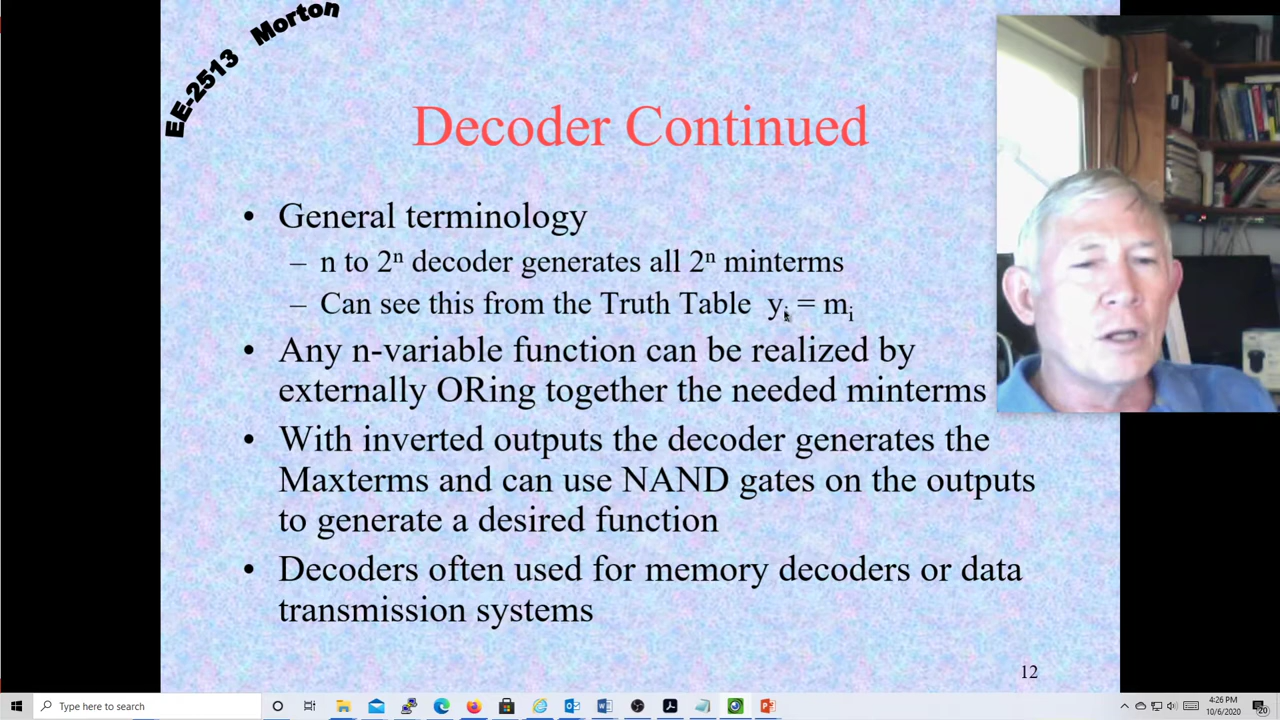 EE-2513 Morton
Decoder Continued
• General terminology
– n to 2ⁿ decoder generates all 2ⁿ minterms
– Can see this from the Truth Table yᵢ = mᵢ
• Any n-variable function can be realized by
externally ORing together the needed minterms
• With inverted outputs the decoder generates the
Maxterms and can use NAND gates on the outputs
to generate a desired function
• Decoders often used for memory decoders or data
transmission systems
12
Type here to search
4:26 PM
10/6/2020
20